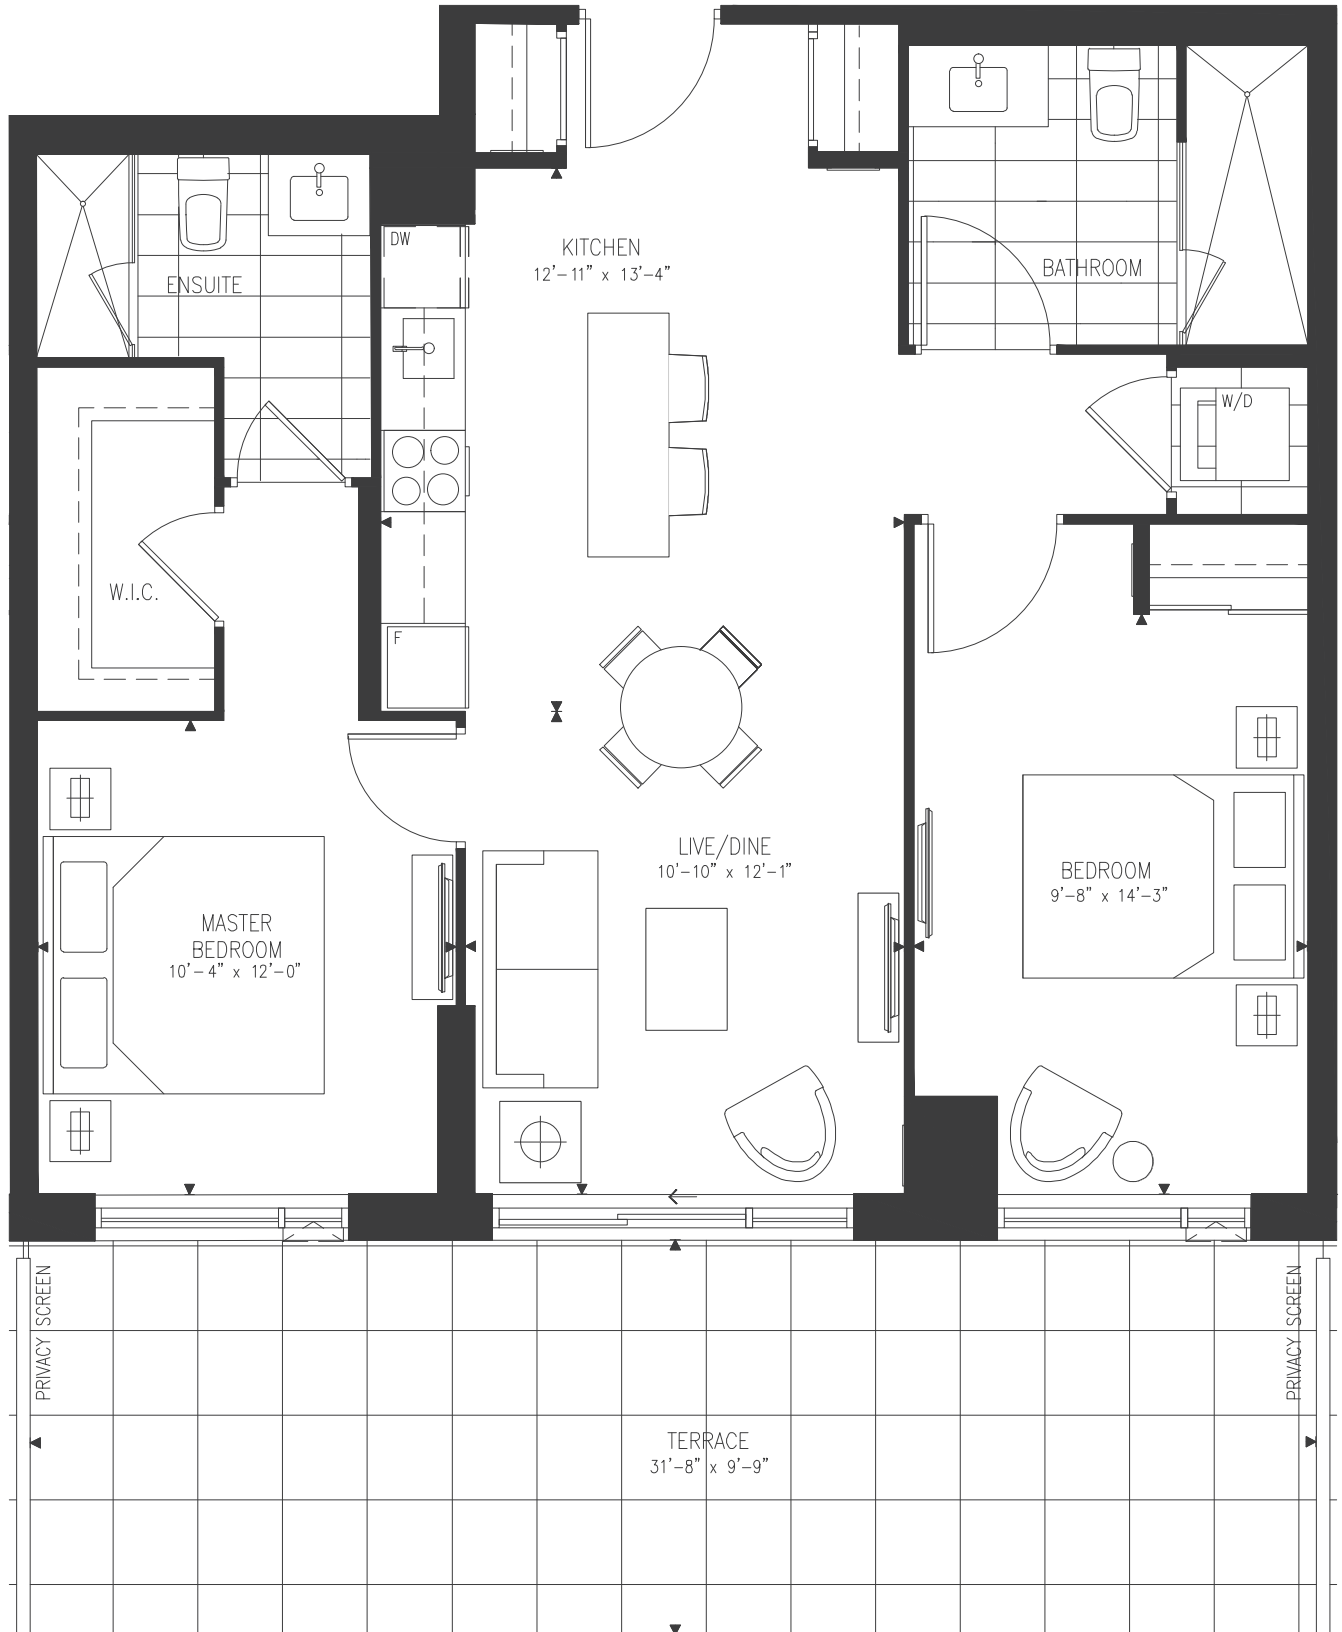 DW
KITCHEN
12'-11" x 13'-4"
BATHROOM
ENSUITE
W/D
W.I.C.
F
LIVE/DINE
10'-10" x 12'-1"
BEDROOM
9'-8" x 14'-3"
MASTER
BEDROOM
10'-4" x 12'-0"
PRIVACY SCREEN
PRIVACY SCREEN
TERRACE
31'-8" x 9'-9"